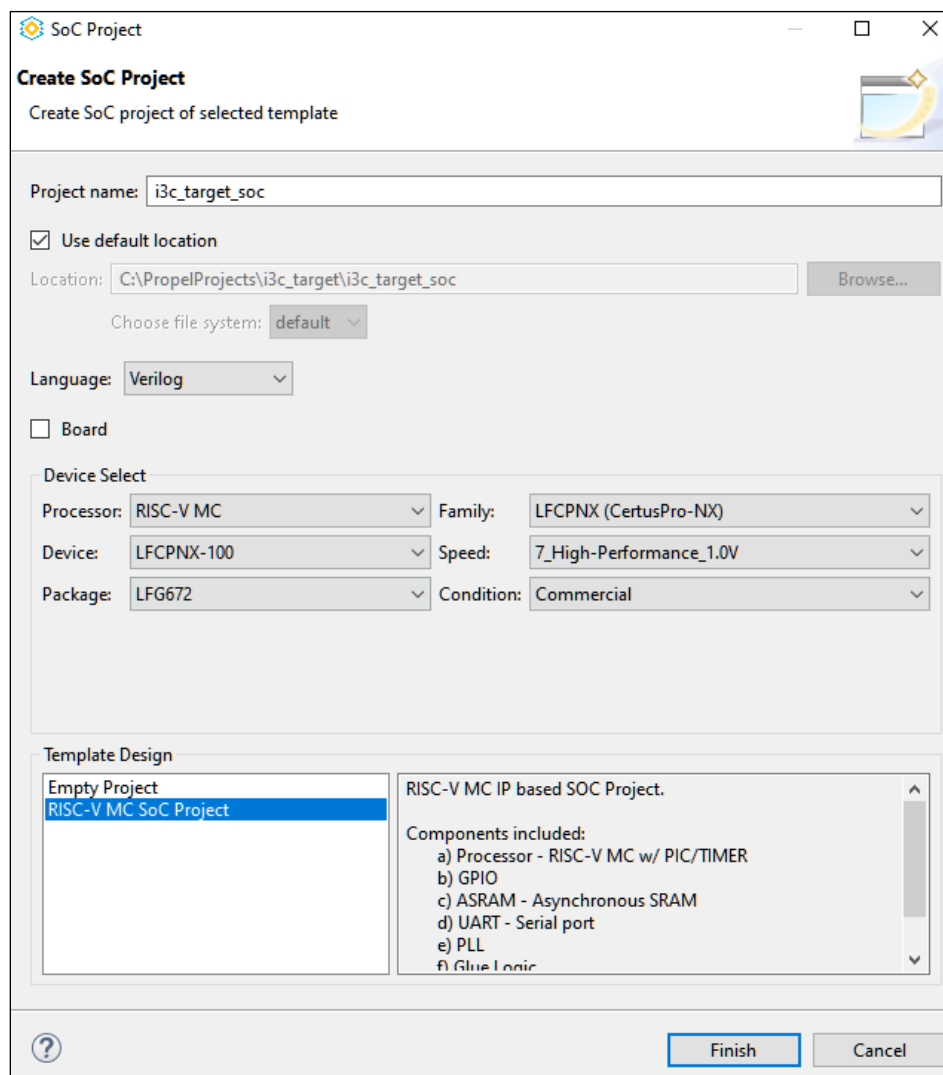 SoC Project
Create SoC Project
Create SoC project of selected template
Project name: i3c_target_soc
Use default location
Location: C:\PropelProjects\i3c_target\i3c_target_soc Browse...
Choose file system: default
Language: Verilog
Board
Device Select
Processor: RISC-V MC Family: LFCPNX (CertusPro-NX)
Device: LFCPNX-100 Speed: 7_High-Performance_1.0V
Package: LFG672 Condition: Commercial
Template Design
Empty Project
RISC-V MC SoC Project
RISC-V MC IP based SOC Project.
Components included:
a) Processor - RISC-V MC w/ PIC/TIMER
b) GPIO
c) ASRAM - Asynchronous SRAM
d) UART - Serial port
e) PLL
f) Glue Logic
? Finish Cancel